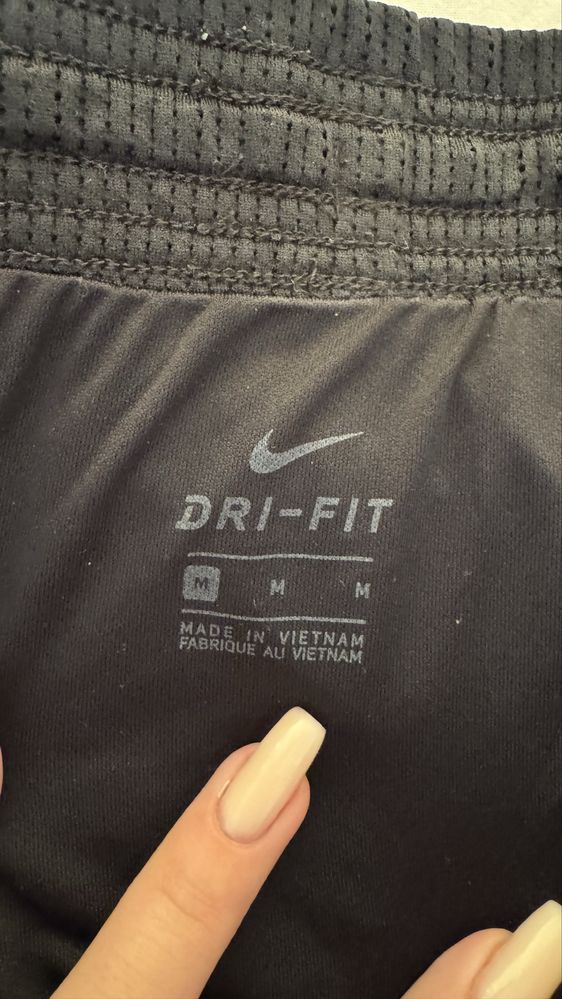 DRI-FIT
M M M
MADE IN VIETNAM
FABRIQUE AU VIETNAM